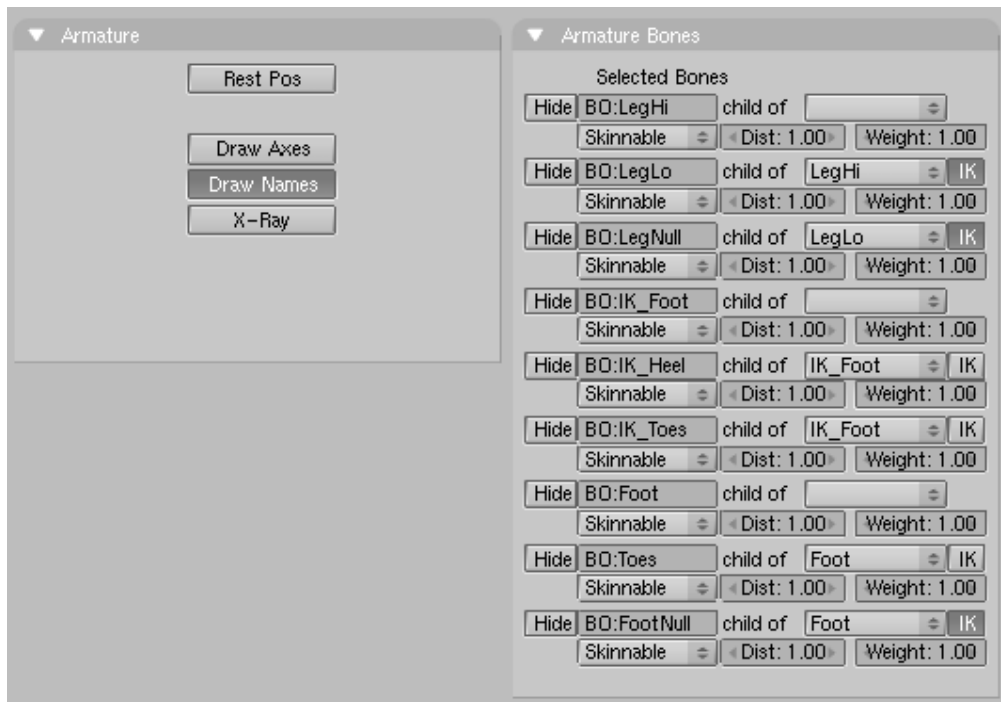 Armature
Rest Pos
Draw Axes
Draw Names
X-Ray
Armature Bones
Selected Bones
Hide BO:LegHi child of
Skinnable Dist: 1.00 Weight: 1.00
Hide BO:LegLo child of LegHi IK
Skinnable Dist: 1.00 Weight: 1.00
Hide BO:LegNull child of LegLo IK
Skinnable Dist: 1.00 Weight: 1.00
Hide BO:IK_Foot child of
Skinnable Dist: 1.00 Weight: 1.00
Hide BO:IK_Heel child of IK_Foot IK
Skinnable Dist: 1.00 Weight: 1.00
Hide BO:IK_Toes child of IK_Foot IK
Skinnable Dist: 1.00 Weight: 1.00
Hide BO:Foot child of
Skinnable Dist: 1.00 Weight: 1.00
Hide BO:Toes child of Foot IK
Skinnable Dist: 1.00 Weight: 1.00
Hide BO:FootNull child of Foot IK
Skinnable Dist: 1.00 Weight: 1.00